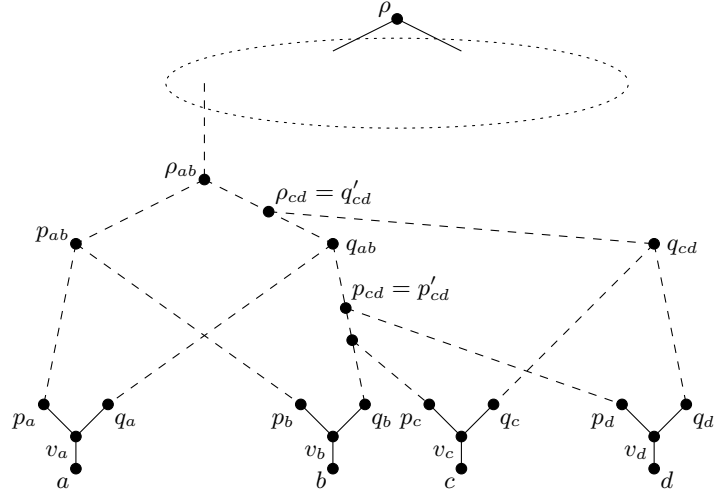 ρ
ρ_{ab}
ρ_{cd} = q'_{cd}
p_{ab} q_{ab} q_{cd}
p_{cd} = p'_{cd}
p_a q_a p_b q_b p_c q_c p_d q_d
v_a v_b v_c v_d
a b c d